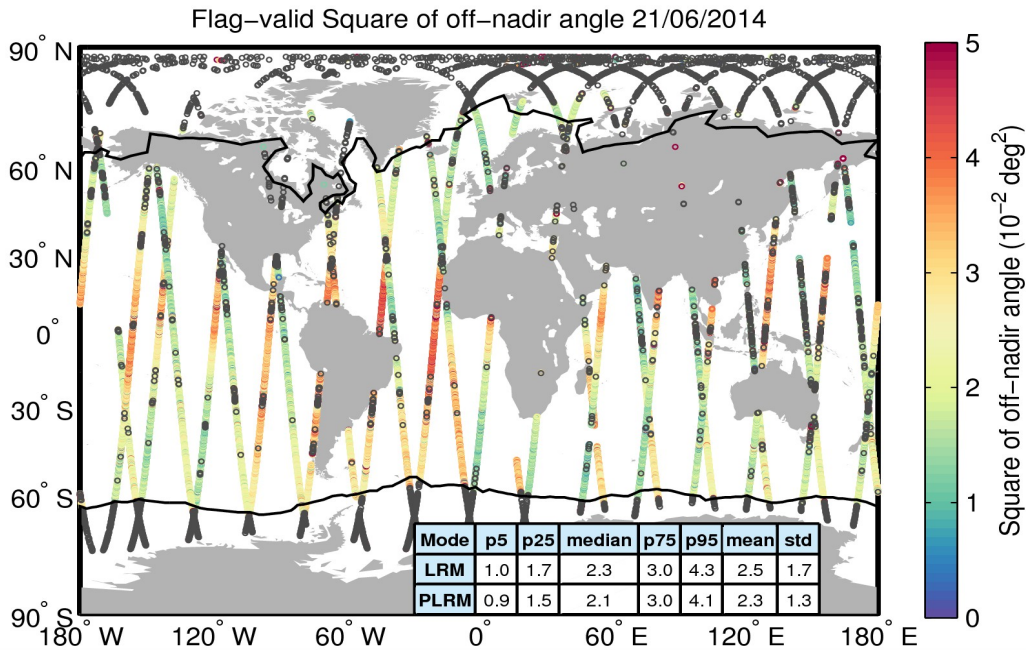 Flag−valid Square of off−nadir angle 21/06/2014
90° N
60° N
30° N
0°
30° S
60° S
90° S
180° W
120° W
60° W
0°
60° E
120° E
180° E
Mode p5 p25 median p75 p95 mean std
LRM 1.0 1.7 2.3 3.0 4.3 2.5 1.7
PLRM 0.9 1.5 2.1 3.0 4.1 2.3 1.3
5
4
3
2
1
0
Square of off−nadir angle (10⁻² deg²)